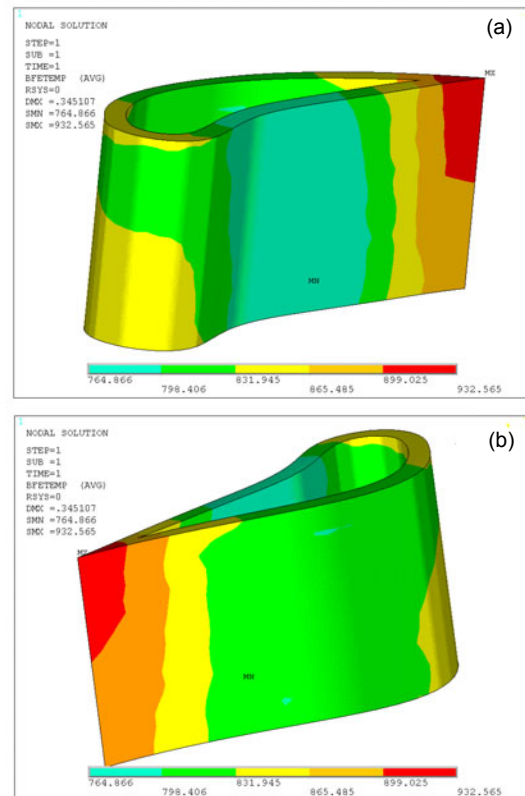 1
(a)
NODAL SOLUTION
STEP=1
SUB =1
TIME=1
BFETEMP (AVG)
RSYS=0
DMX =.345107
SMN =764.866
SMX =932.565
MX
MN
764.866 831.945 899.025
798.406 865.485 932.565
1
(b)
NODAL SOLUTION
STEP=1
SUB =1
TIME=1
BFETEMP (AVG)
RSYS=0
DMX =.345107
SMN =764.866
SMX =932.565
MX
MN
764.866 831.945 899.025
798.406 865.485 932.565